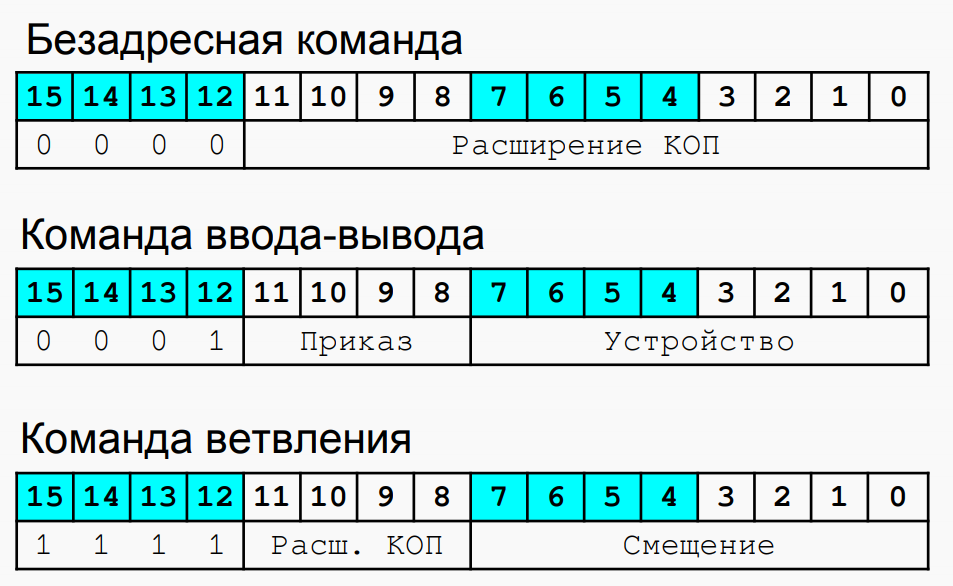 Безадресная команда
15 14 13 12 11 10 9 8 7 6 5 4 3 2 1 0
0 0 0 0 Расширение КОП
Команда ввода-вывода
15 14 13 12 11 10 9 8 7 6 5 4 3 2 1 0
0 0 0 1 Приказ Устройство
Команда ветвления
15 14 13 12 11 10 9 8 7 6 5 4 3 2 1 0
1 1 1 1 Расш. КОП Смещение